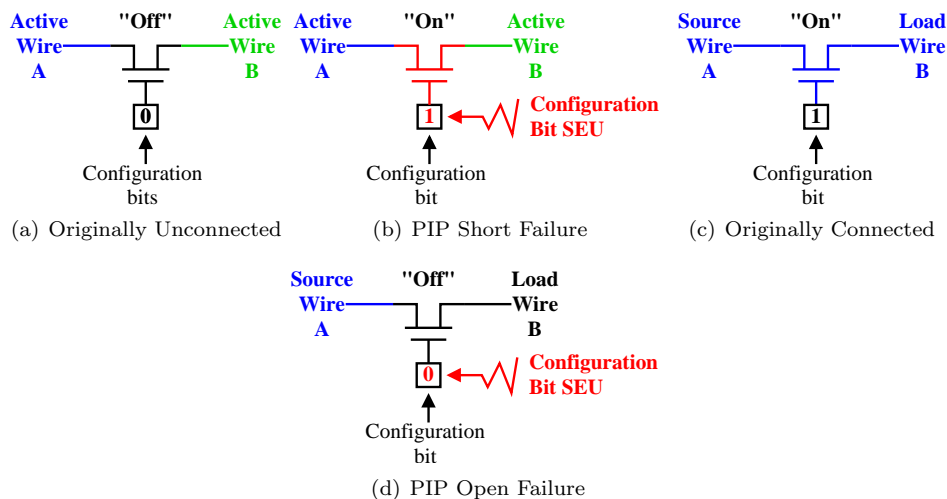 Active "Off" Active
Wire Wire
A B
0
Configuration
bits
(a) Originally Unconnected
Active "On" Active
Wire Wire
A B
1
Configuration
Bit SEU
Configuration
bit
(b) PIP Short Failure
Source "On" Load
Wire Wire
A B
1
Configuration
bit
(c) Originally Connected
Source "Off" Load
Wire Wire
A B
0
Configuration
Bit SEU
Configuration
bit
(d) PIP Open Failure